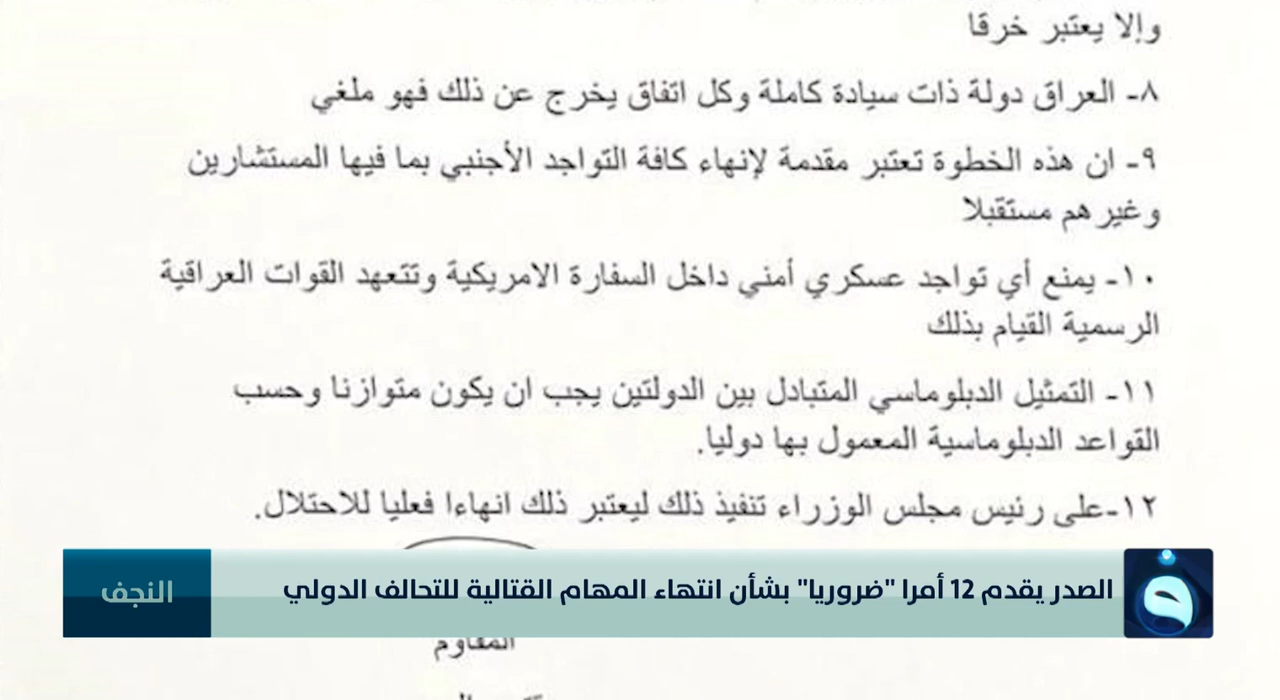 وإلا يعتبر خرقا
٨- العراق دولة ذات سيادة كاملة وكل اتفاق يخرج عن ذلك فهو ملغي
٩- ان هذه الخطوة تعتبر مقدمة لإنهاء كافة التواجد الأجنبي بما فيها المستشارين
وغيرهم مستقبلا
١٠- يمنع أي تواجد عسكري أمني داخل السفارة الامريكية وتتعهد القوات العراقية
الرسمية القيام بذلك
١١- التمثيل الدبلوماسي المتبادل بين الدولتين يجب ان يكون متوازنا وحسب
القواعد الدبلوماسية المعمول بها دوليا.
١٢-على رئيس مجلس الوزراء تنفيذ ذلك ليعتبر ذلك انهاءا فعليا للاحتلال.
الصدر يقدم 12 أمرا "ضروريا" بشأن انتهاء المهام القتالية للتحالف الدولي
النجف
المقاوم